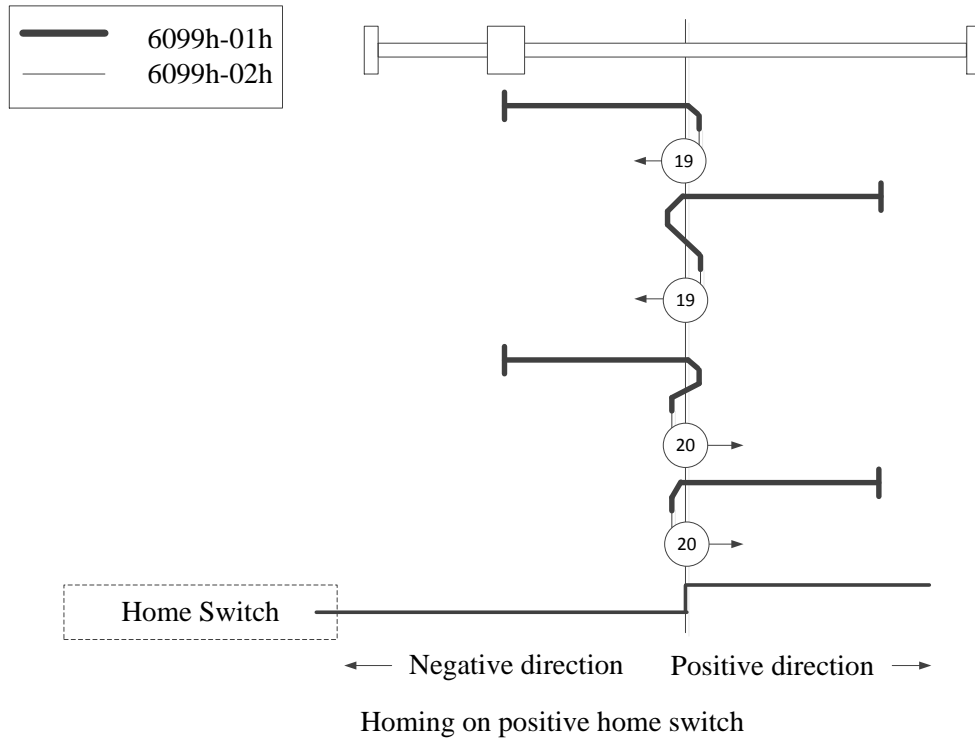 6099h-01h
6099h-02h
19
19
20
20
Home Switch
Negative direction
Positive direction
Homing on positive home switch